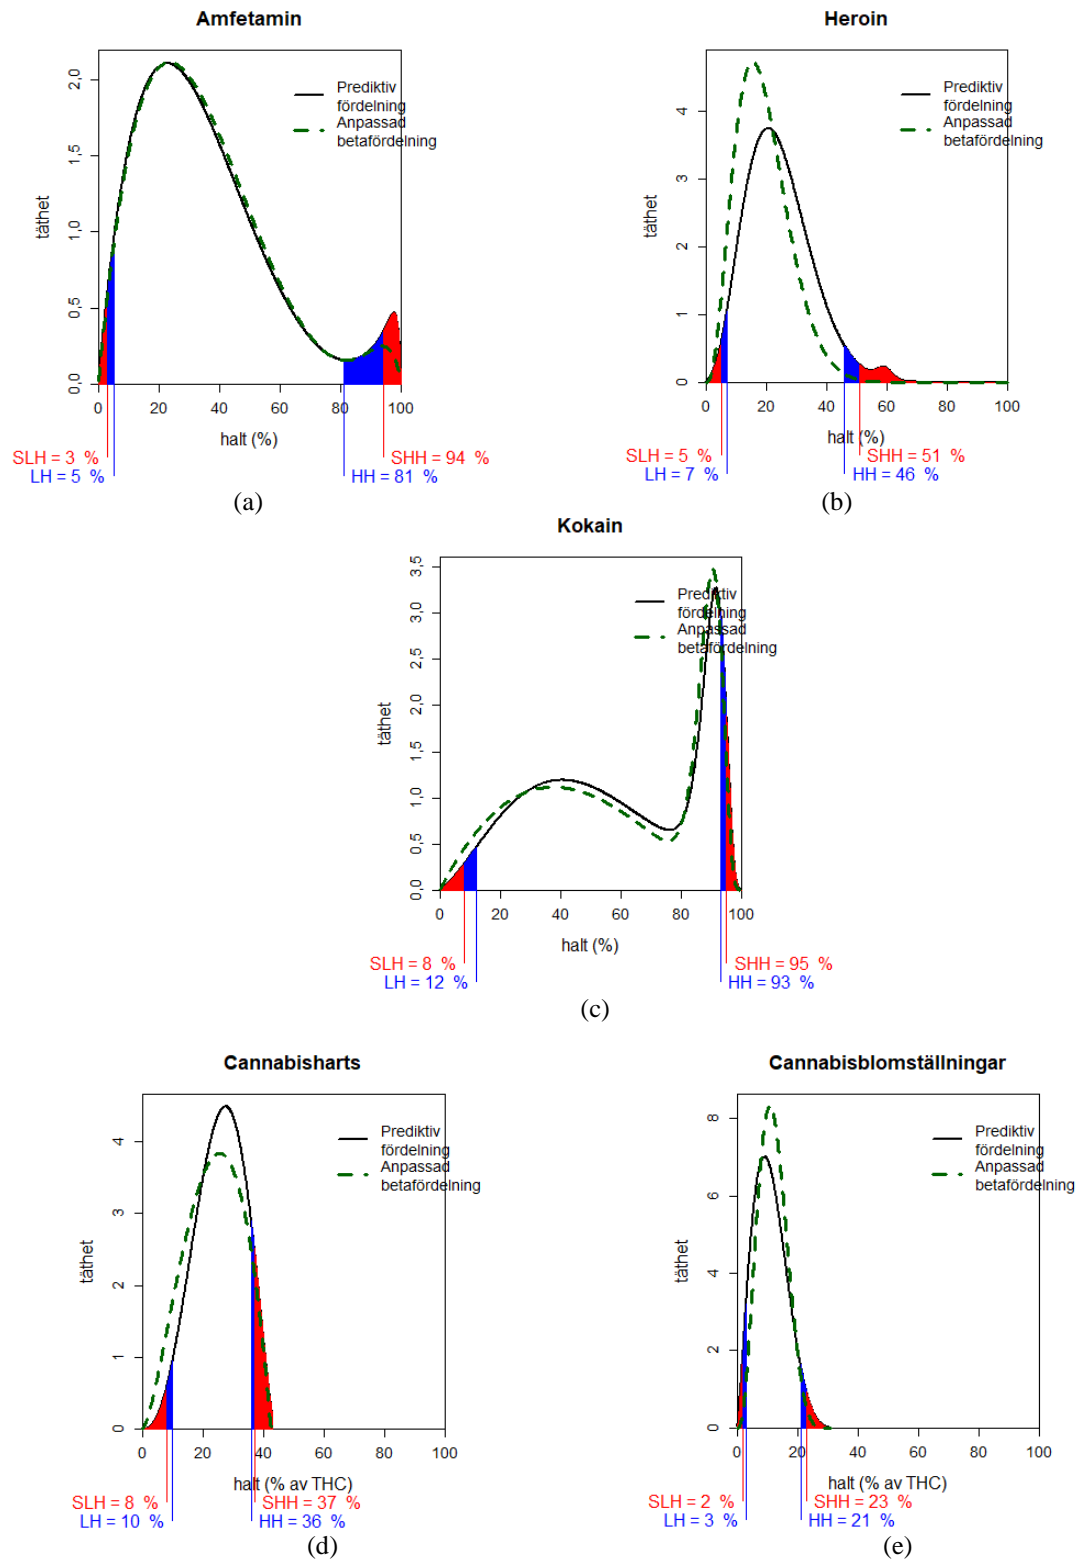 Amfetamin
täthet
0,0 0,5 1,0 1,5 2,0
Prediktiv
fördelning
Anpassad
betafördelning
0 20 40 60 80 100
halt (%)
SLH = 3 % SHH = 94 %
LH = 5 % HH = 81 %
(a)
Heroin
täthet
0 1 2 3 4
Prediktiv
fördelning
Anpassad
betafördelning
0 20 40 60 80 100
halt (%)
SLH = 5 % SHH = 51 %
LH = 7 % HH = 46 %
(b)
Kokain
täthet
0,0 0,5 1,0 1,5 2,0 2,5 3,0 3,5
Prediktiv
fördelning
Anpassad
betafördelning
0 20 40 60 80 100
halt (%)
SLH = 8 % SHH = 95 %
LH = 12 % HH = 93 %
(c)
Cannabisharts
täthet
0 1 2 3 4
Prediktiv
fördelning
Anpassad
betafördelning
0 20 40 60 80 100
halt (% av THC)
SLH = 8 % SHH = 37 %
LH = 10 % HH = 36 %
(d)
Cannabisblomställningar
täthet
0 2 4 6 8
Prediktiv
fördelning
Anpassad
betafördelning
0 20 40 60 80 100
halt (% av THC)
SLH = 2 % SHH = 23 %
LH = 3 % HH = 21 %
(e)